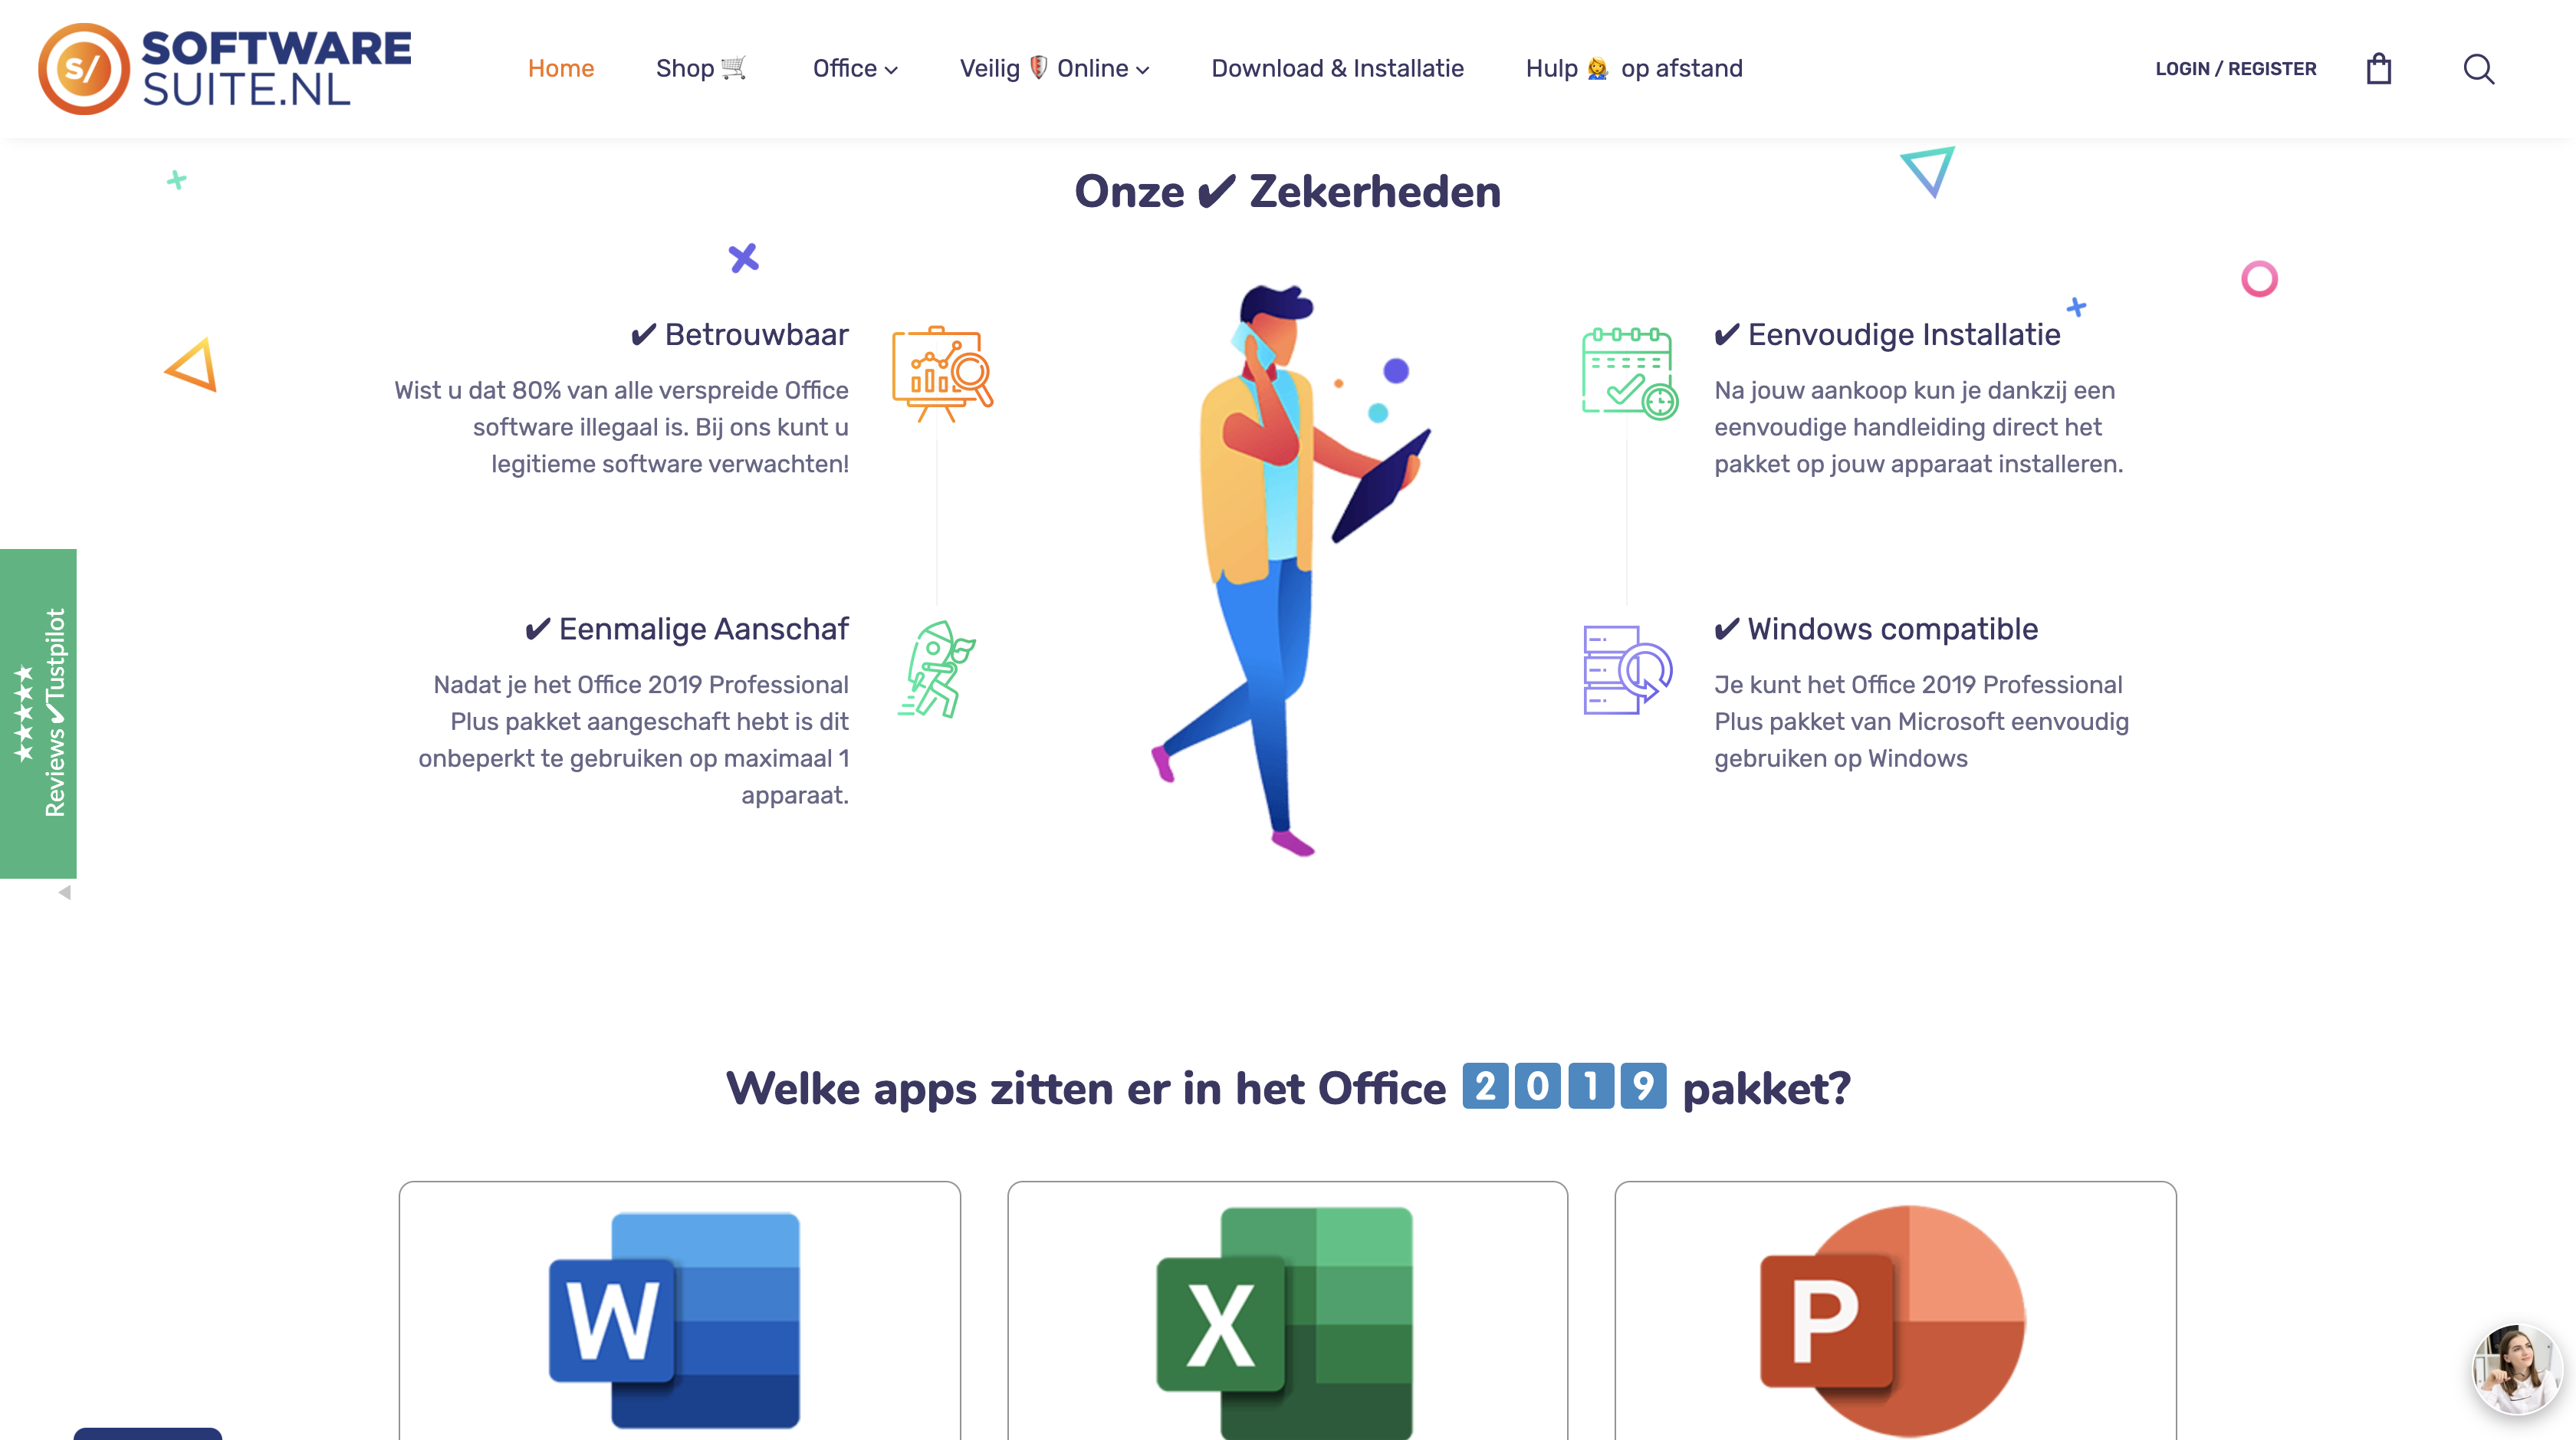 S/ SOFTWARE
SUITE.NL
Home
Shop 🛒
Office
Veilig 🛡 Online
Download & Installatie
Hulp 👩 op afstand
LOGIN / REGISTER
Onze ✔ Zekerheden
✔ Betrouwbaar
Wist u dat 80% van alle verspreide Office
software illegaal is. Bij ons kunt u
legitieme software verwachten!
✔ Eenvoudige Installatie
Na jouw aankoop kun je dankzij een
eenvoudige handleiding direct het
pakket op jouw apparaat installeren.
★★★★★
Reviews ✔Tustpilot
✔ Eenmalige Aanschaf
Nadat je het Office 2019 Professional
Plus pakket aangeschaft hebt is dit
onbeperkt te gebruiken op maximaal 1
apparaat.
✔ Windows compatible
Je kunt het Office 2019 Professional
Plus pakket van Microsoft eenvoudig
gebruiken op Windows
Welke apps zitten er in het Office 2019 pakket?
W
X
P